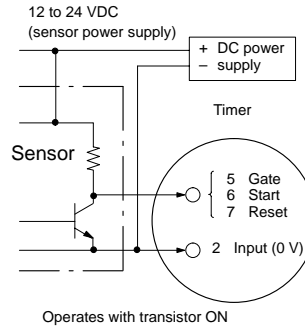 12 to 24 VDC
(sensor power supply)
+ DC power
– supply
Timer
Sensor
5 Gate
6 Start
7 Reset
2 Input (0 V)
Operates with transistor ON